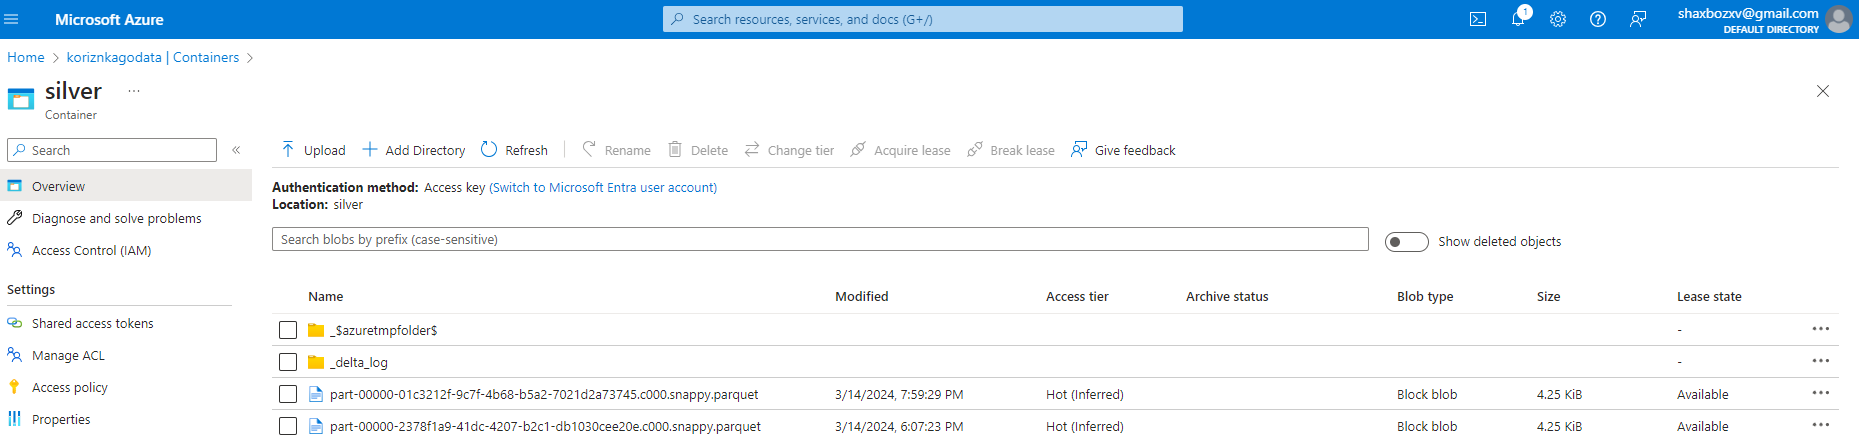 Microsoft Azure
Search resources, services, and docs (G+/)
1
shaxbozxv@gmail.com
DEFAULT DIRECTORY
Home > koriznkagodata | Containers >
silver ...
Container
Search
«
Upload
Add Directory
Refresh
Rename
Delete
Change tier
Acquire lease
Break lease
Give feedback
Overview
Diagnose and solve problems
Access Control (IAM)
Settings
Shared access tokens
Manage ACL
Access policy
Properties
Authentication method: Access key (Switch to Microsoft Entra user account)
Location: silver
Search blobs by prefix (case-sensitive)
Show deleted objects
Name Modified Access tier Archive status Blob type Size Lease state
_$azuretmpfolder$ - ...
_delta_log - ...
part-00000-01c3212f-9c7f-4b68-b5a2-7021d2a73745.c000.snappy.parquet 3/14/2024, 7:59:29 PM Hot (Inferred) Block blob 4.25 KiB Available ...
part-00000-2378f1a9-41dc-4207-b2c1-db1030cee20e.c000.snappy.parquet 3/14/2024, 6:07:23 PM Hot (Inferred) Block blob 4.25 KiB Available ...